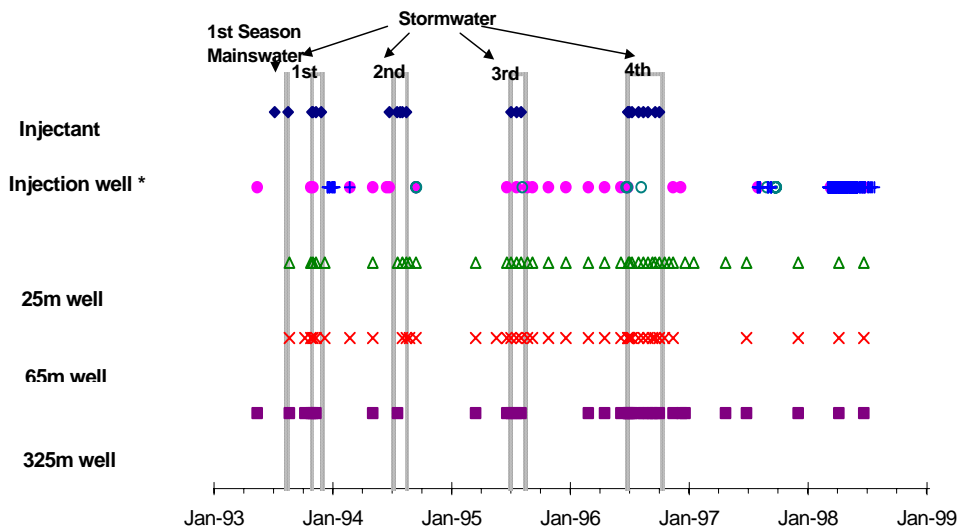 Stormwater
1st Season
Mainswater
1st
2nd
3rd
4th
Injectant
Injection well *
25m well
65m well
325m well
Jan-93 Jan-94 Jan-95 Jan-96 Jan-97 Jan-98 Jan-99